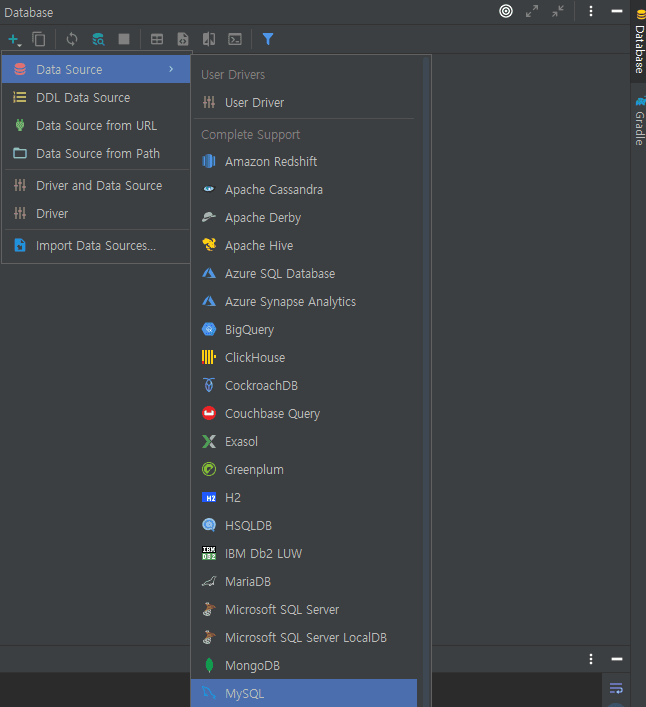 Database
Data Source
DDL Data Source
Data Source from URL
Data Source from Path
Driver and Data Source
Driver
Import Data Sources...
User Drivers
User Driver
Complete Support
Amazon Redshift
Apache Cassandra
Apache Derby
Apache Hive
Azure SQL Database
Azure Synapse Analytics
BigQuery
ClickHouse
CockroachDB
Couchbase Query
Exasol
Greenplum
H2
H2
HSQLDB
IBM
DB2
IBM Db2 LUW
MariaDB
Microsoft SQL Server
Microsoft SQL Server LocalDB
MongoDB
MySQL
Database
Gradle